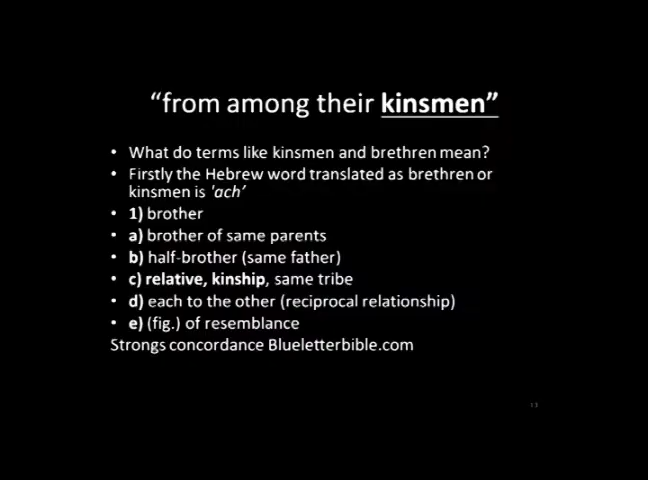 “from among their kinsmen”
• What do terms like kinsmen and brethren mean?
• Firstly the Hebrew word translated as brethren or
kinsmen is 'ach’
• 1) brother
• a) brother of same parents
• b) half-brother (same father)
• c) relative, kinship, same tribe
• d) each to the other (reciprocal relationship)
• e) (fig.) of resemblance
Strongs concordance Blueletterbible.com